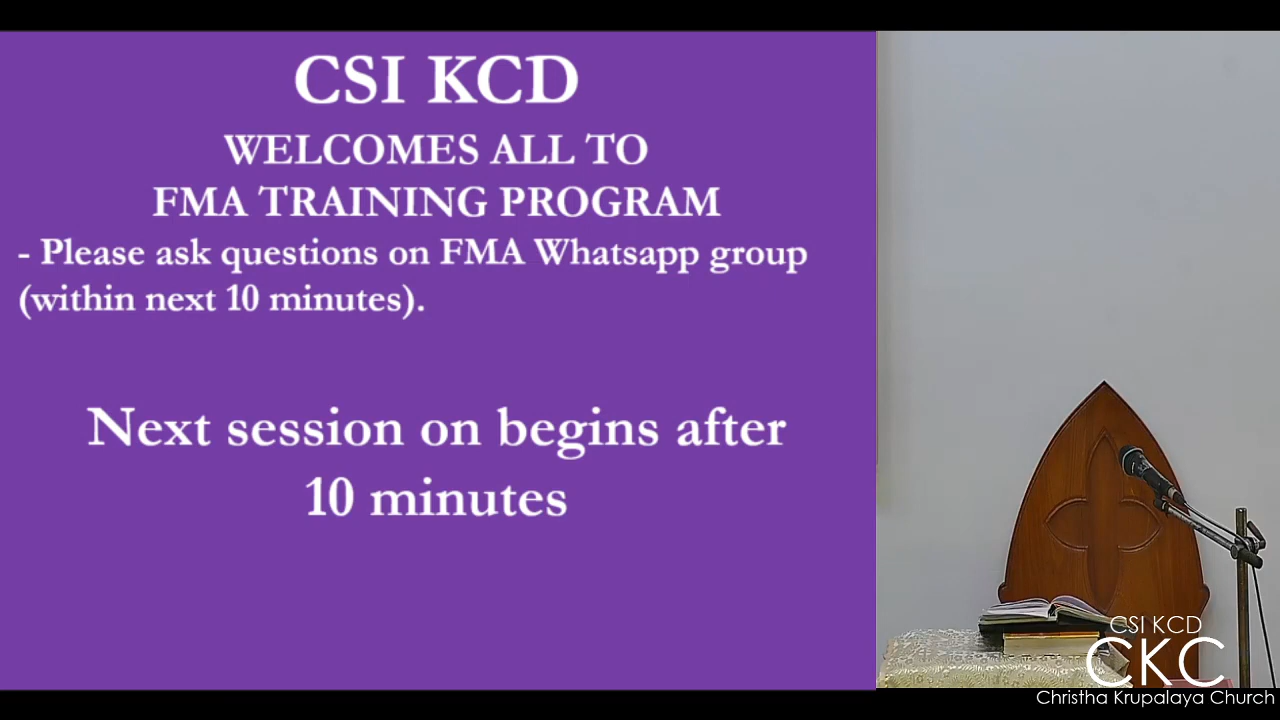 CSI KCD
WELCOMES ALL TO
FMA TRAINING PROGRAM
- Please ask questions on FMA Whatsapp group
(within next 10 minutes).
Next session on begins after
10 minutes
CSI KCD
CKC
Christha Krupalaya Church